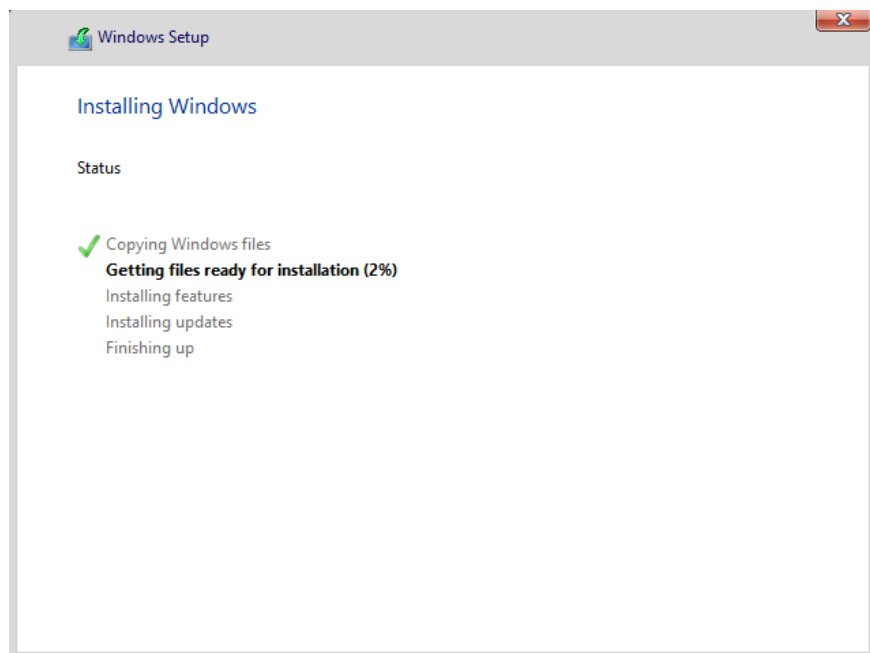 Windows Setup
Installing Windows
Status
Copying Windows files
Getting files ready for installation (2%)
Installing features
Installing updates
Finishing up